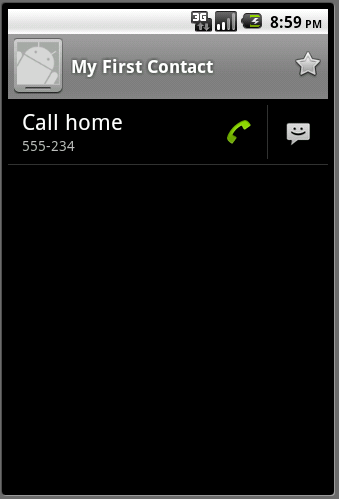 3G
8:59 PM
My First Contact
Call home
555-234